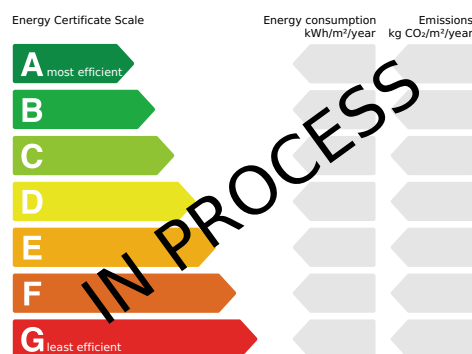 Energy Certificate Scale
Energy consumption
kWh/m²/year
Emissions
kg CO₂/m²/year
A most efficient
B
C
D
E
F
G least efficient
IN PROCESS